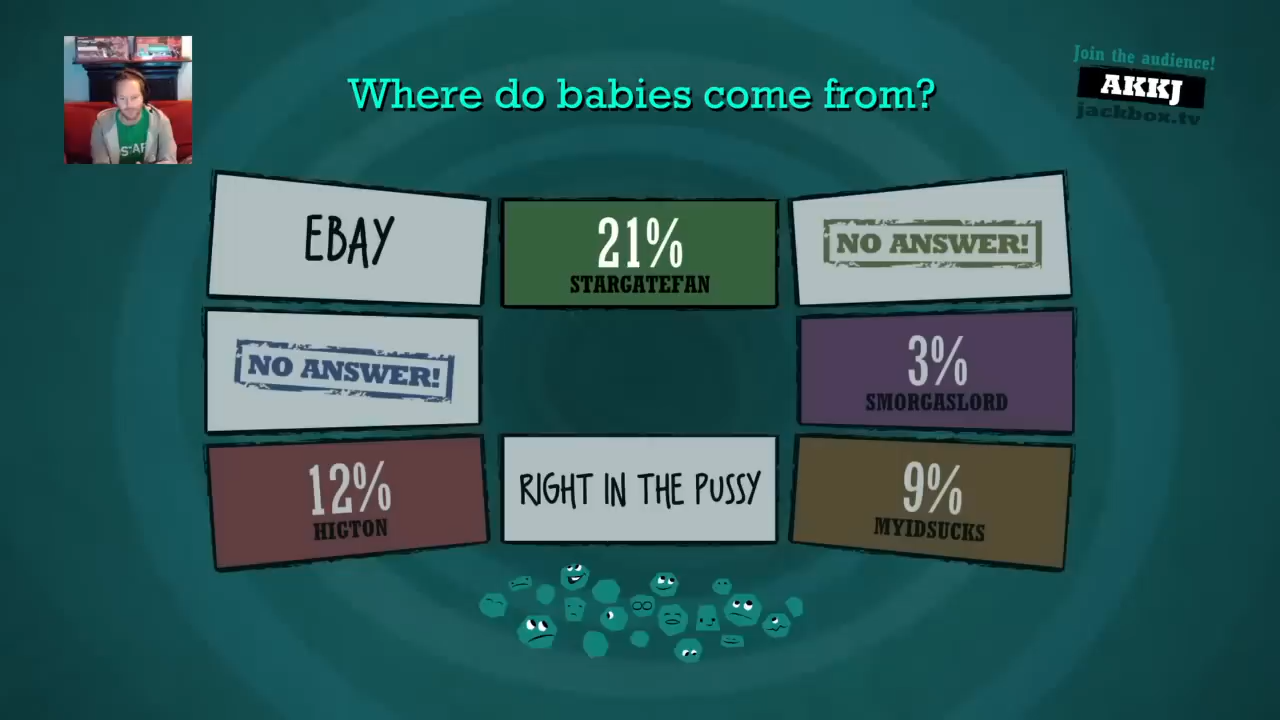 Where do babies come from?
Join the audience!
AKKJ
jackbox.tv
EBAY
21%
STARGATEFAN
NO ANSWER!
NO ANSWER!
3%
SMORGASLORD
12%
HIGTON
RIGHT IN THE PUSSY
9%
MYIDSUCKS